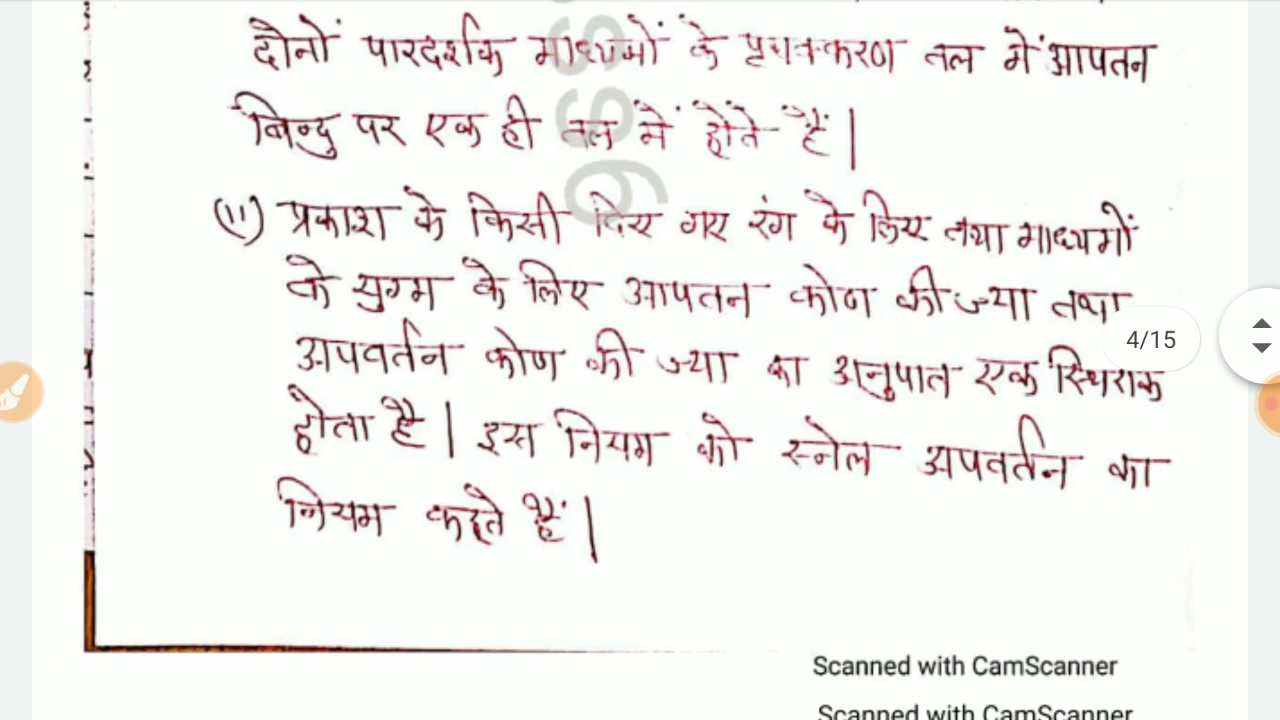 दोनों पारदर्शक माध्यमों के पृथक्करण तल में आपतन
बिन्दु पर एक ही तल में होते हैं |
(ii) प्रकाश के किसी दिए गए रंग के लिए तथा माध्यमों
के युग्म के लिए आपतन कोण की ज्या तथा
4/15
अपवर्तन कोण की ज्या का अनुपात एक स्थिरांक
होता है | इस नियम को स्नेल अपवर्तन का
नियम कहते हैं |
Scanned with CamScanner
Scanned with CamScanner